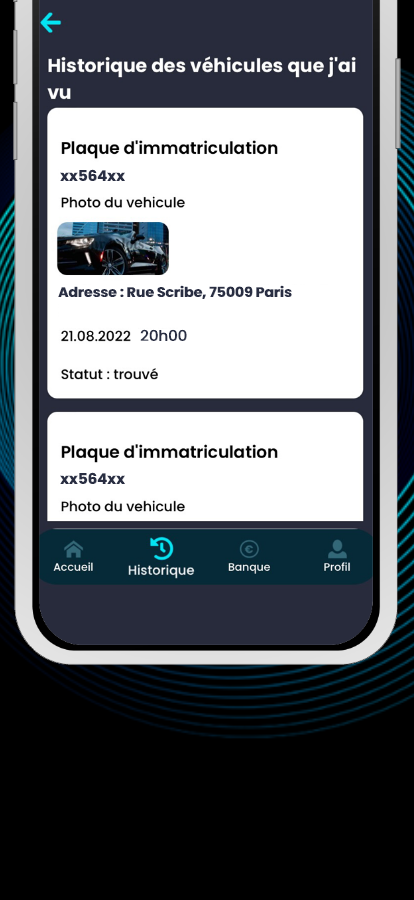 Historique des véhicules que j'ai
vu
Plaque d'immatriculation
xx564xx
Photo du vehicule
Adresse : Rue Scribe, 75009 Paris
21.08.2022 20h00
Statut : trouvé
Plaque d'immatriculation
xx564xx
Photo du vehicule
Accueil Historique Banque Profil